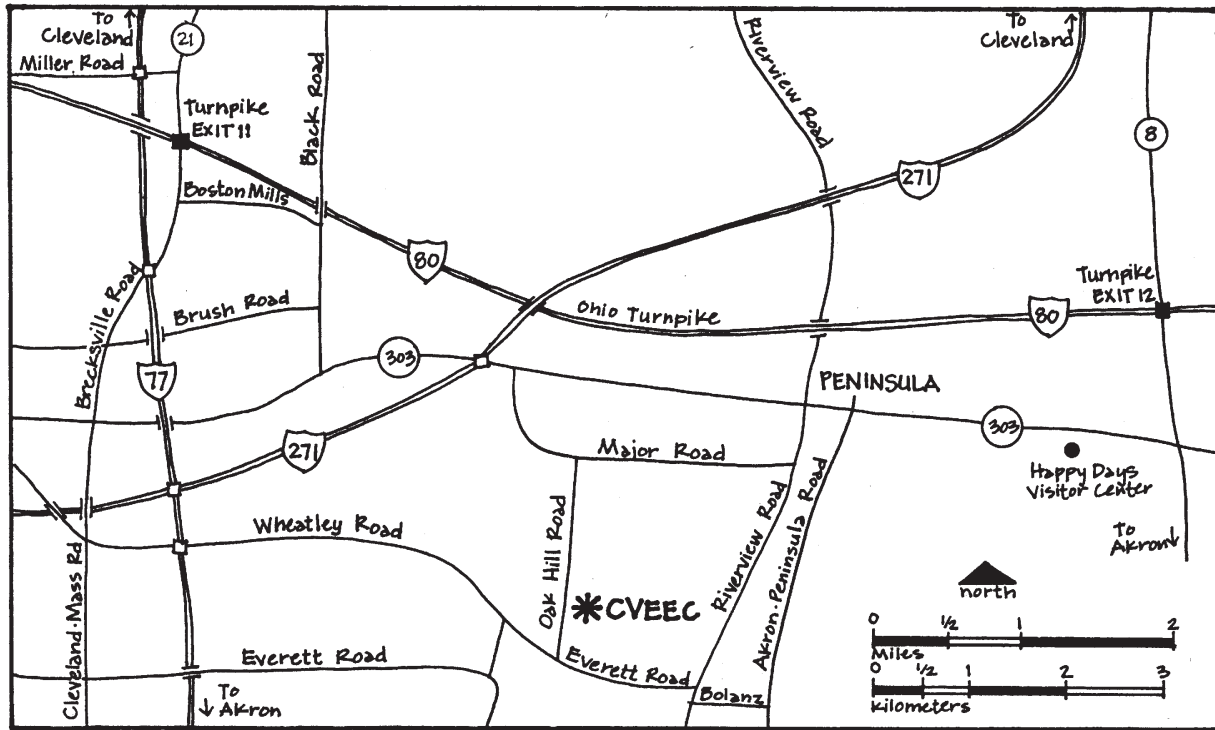 To
Cleveland
21
Miller Road
Turnpike
EXIT 11
Black Road
Boston Mills
Riverview Road
To
Cleveland
271
8
80
Turnpike
EXIT 12
Ohio Turnpike
80
Brecksville Road
Brush Road
77
303
PENINSULA
303
271
Major Road
Happy Days
Visitor Center
Wheatley Road
Oak Hill Road
Riverview Road
Akron-Peninsula Road
To
Akron
north
CVEEC
Cleveland-Mass Rd
Everett Road
Everett Road
Bolanz
To
Akron
0 1/2 1 2
Miles
0 1/2 1 2 3
kilometers